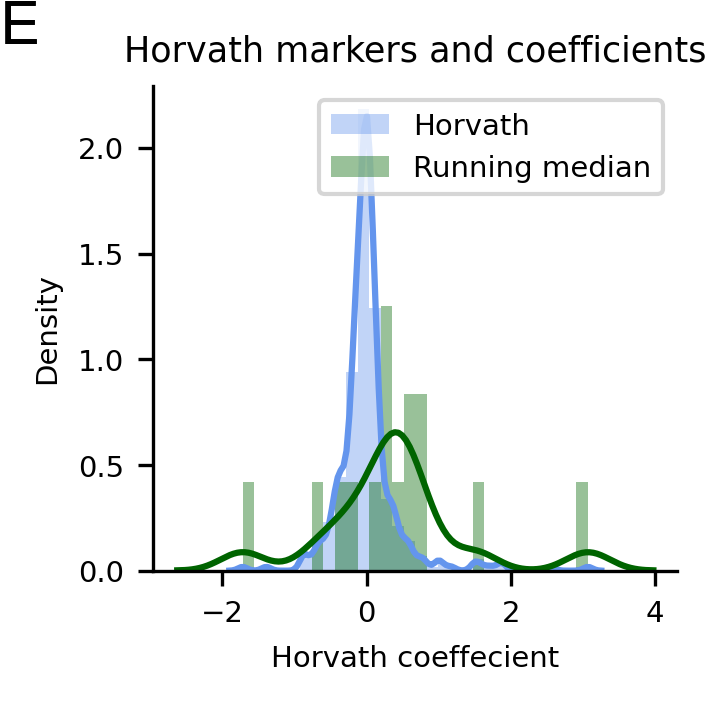 E
Horvath markers and coefficients
Horvath
Running median
Density
2.0
1.5
1.0
0.5
0.0
−2 0 2 4
Horvath coeffecient